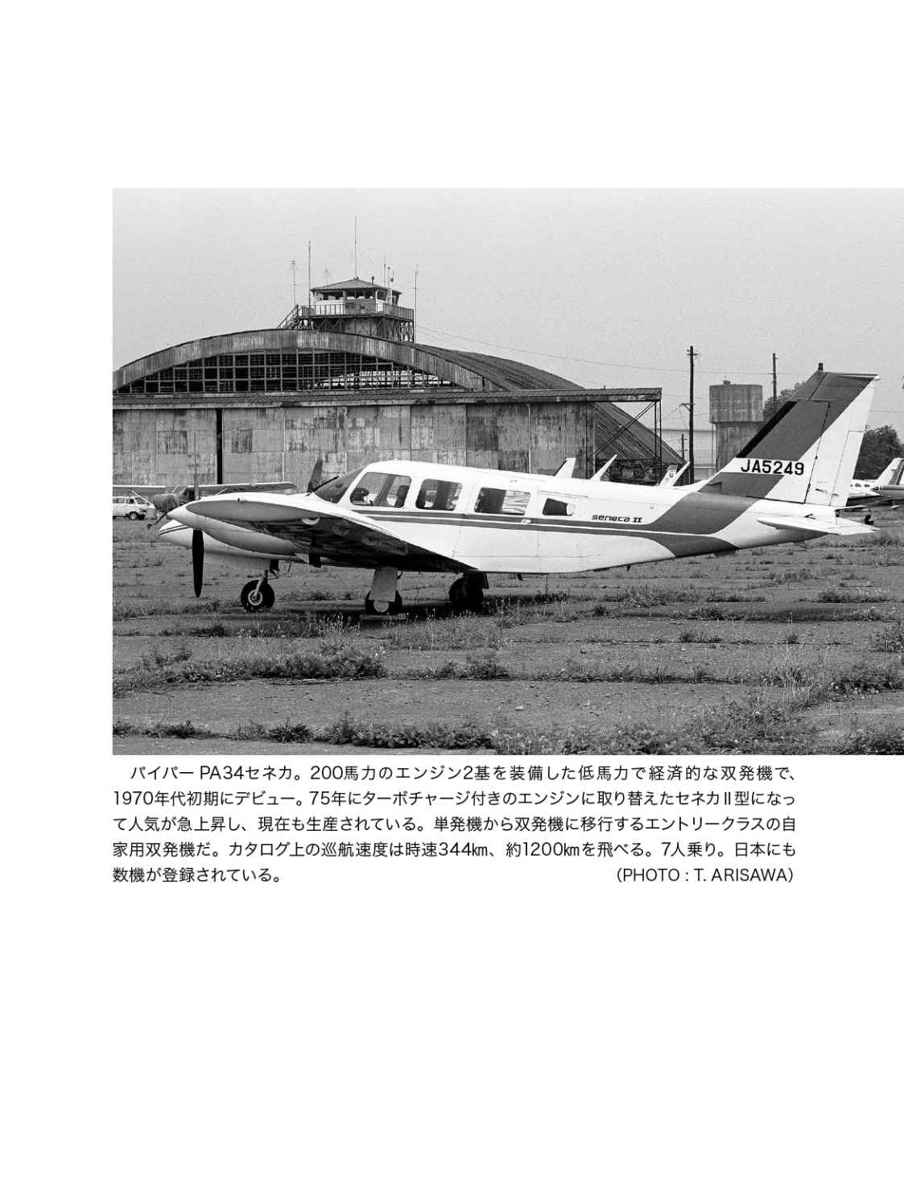 JA5249
seneca II
パイパー PA34セネカ。200馬力のエンジン2基を装備した低馬力で経済的な双発機で、
1970年代初期にデビュー。75年にターボチャージ付きのエンジンに取り替えたセネカⅡ型になっ
て人気が急上昇し、現在も生産されている。単発機から双発機に移行するエントリークラスの自
家用双発機だ。カタログ上の巡航速度は時速344㎞、約1200㎞を飛べる。7人乗り。日本にも
数機が登録されている。 (PHOTO : T. ARISAWA)